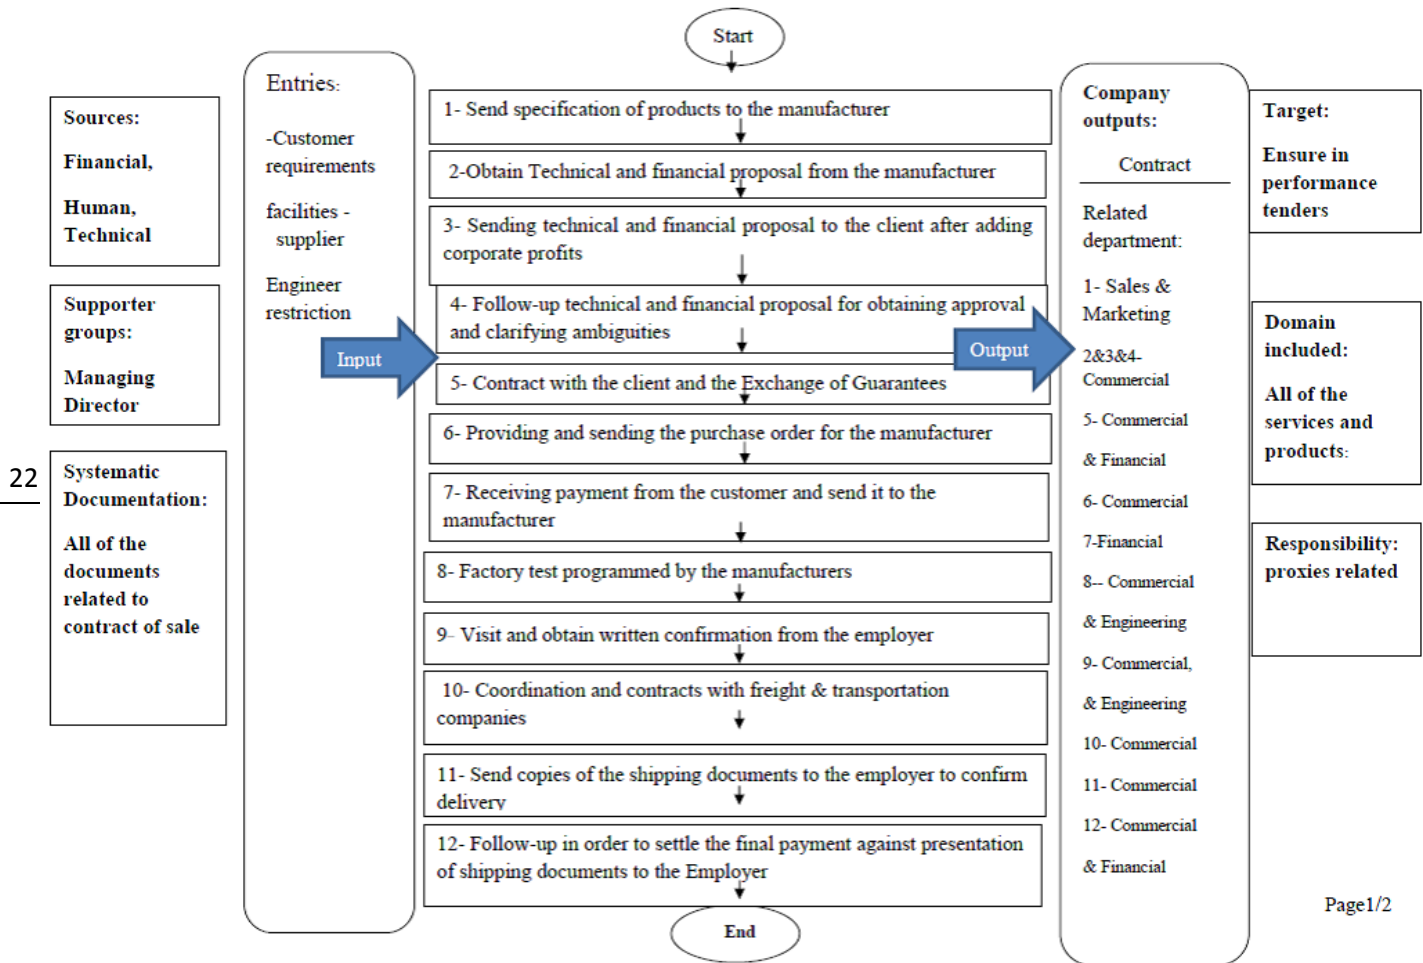 Start
Sources:
Financial,
Human,
Technical
Supporter
groups:
Managing
Director
22
Systematic
Documentation:
All of the
documents
related to
contract of sale
Entries:
-Customer
requirements
facilities -
supplier
Engineer
restriction
Input
1- Send specification of products to the manufacturer
2-Obtain Technical and financial proposal from the manufacturer
3- Sending technical and financial proposal to the client after adding
corporate profits
4- Follow-up technical and financial proposal for obtaining approval
and clarifying ambiguities
5- Contract with the client and the Exchange of Guarantees
6- Providing and sending the purchase order for the manufacturer
7- Receiving payment from the customer and send it to the
manufacturer
8- Factory test programmed by the manufacturers
9- Visit and obtain written confirmation from the employer
10- Coordination and contracts with freight & transportation
companies
11- Send copies of the shipping documents to the employer to confirm
delivery
12- Follow-up in order to settle the final payment against presentation
of shipping documents to the Employer
End
Output
Company
outputs:
Contract
Related
department:
1- Sales &
Marketing
2&3&4-
Commercial
5- Commercial
& Financial
6- Commercial
7-Financial
8-- Commercial
& Engineering
9- Commercial,
& Engineering
10- Commercial
11- Commercial
12- Commercial
& Financial
Target:
Ensure in
performance
tenders
Domain
included:
All of the
services and
products:
Responsibility:
proxies related
Page1/2